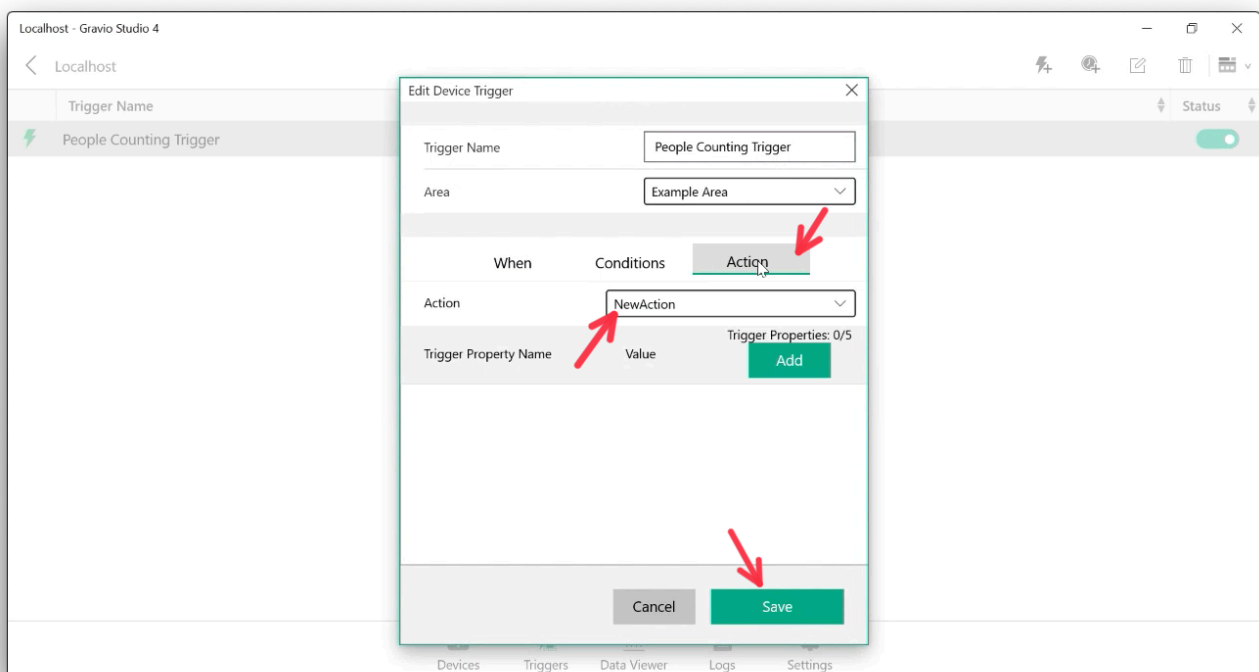 Localhost - Gravio Studio 4
Localhost
Trigger Name
Status
People Counting Trigger
Edit Device Trigger
Trigger Name
People Counting Trigger
Area
Example Area
When
Conditions
Action
Action
NewAction
Trigger Properties: 0/5
Trigger Property Name
Value
Add
Cancel
Save
Devices
Triggers
Data Viewer
Logs
Settings